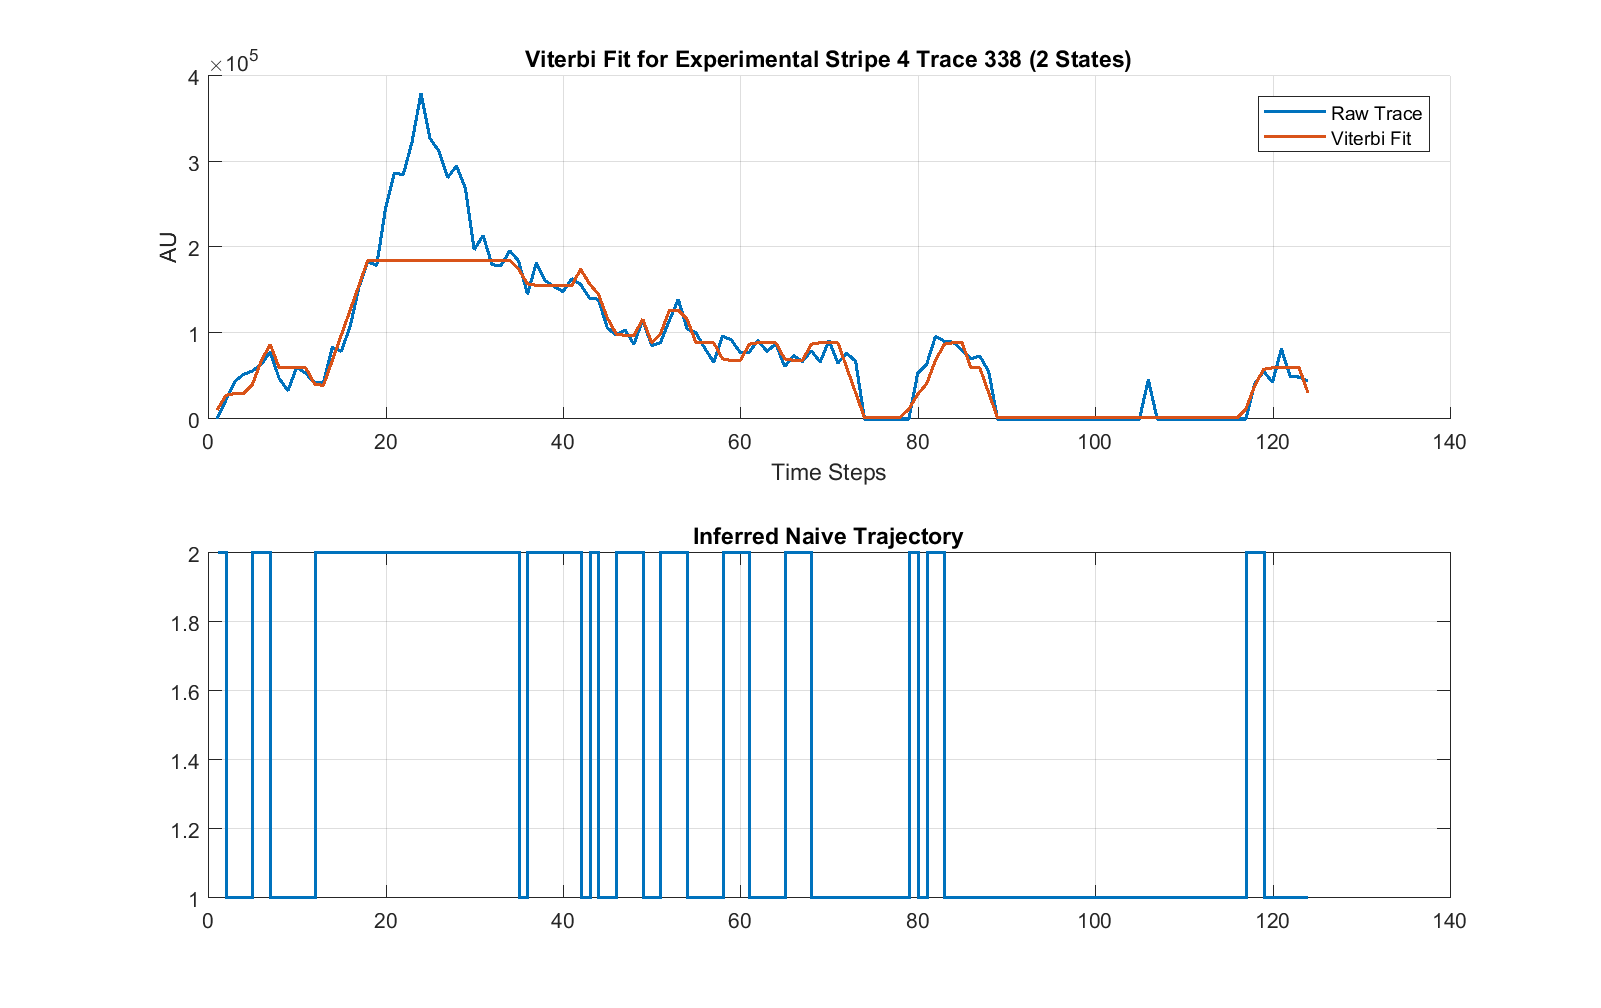 Viterbi Fit for Experimental Stripe 4 Trace 338 (2 States)
×10^5
4
3
2
1
0
AU
Raw Trace
Viterbi Fit
0 20 40 60 80 100 120 140
Time Steps
Inferred Naive Trajectory
2
1.8
1.6
1.4
1.2
1
0 20 40 60 80 100 120 140